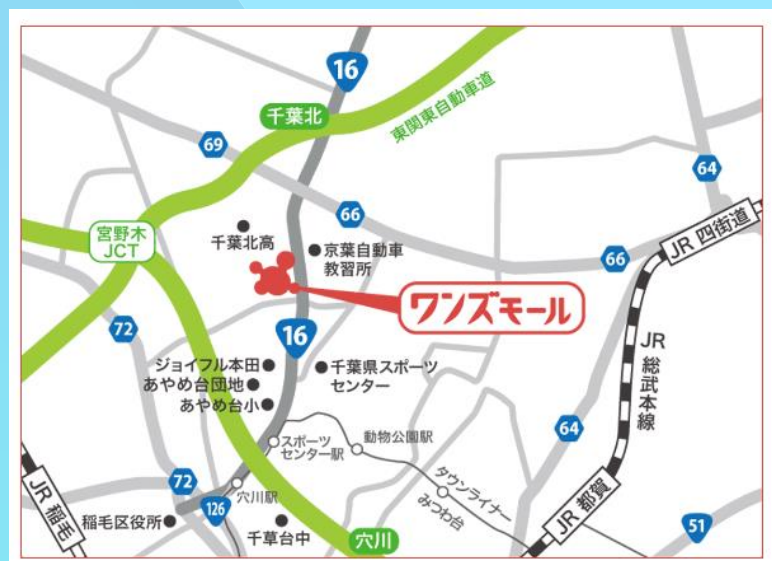 16
千葉北
東関東自動車道
69
64
66
JR 四街道
宮野木
JCT
千葉北高
京葉自動車
教習所
66
ワンズモール
72
16
JR
総武本線
ジョイフル本田
千葉県スポーツ
センター
あやめ台団地
あやめ台小
64
スポーツ
センター駅
動物公園駅
72
タウンライナー
みつわ台
穴川駅
JR 稲毛
126
JR 都賀
稲毛区役所
千草台中
穴川
51